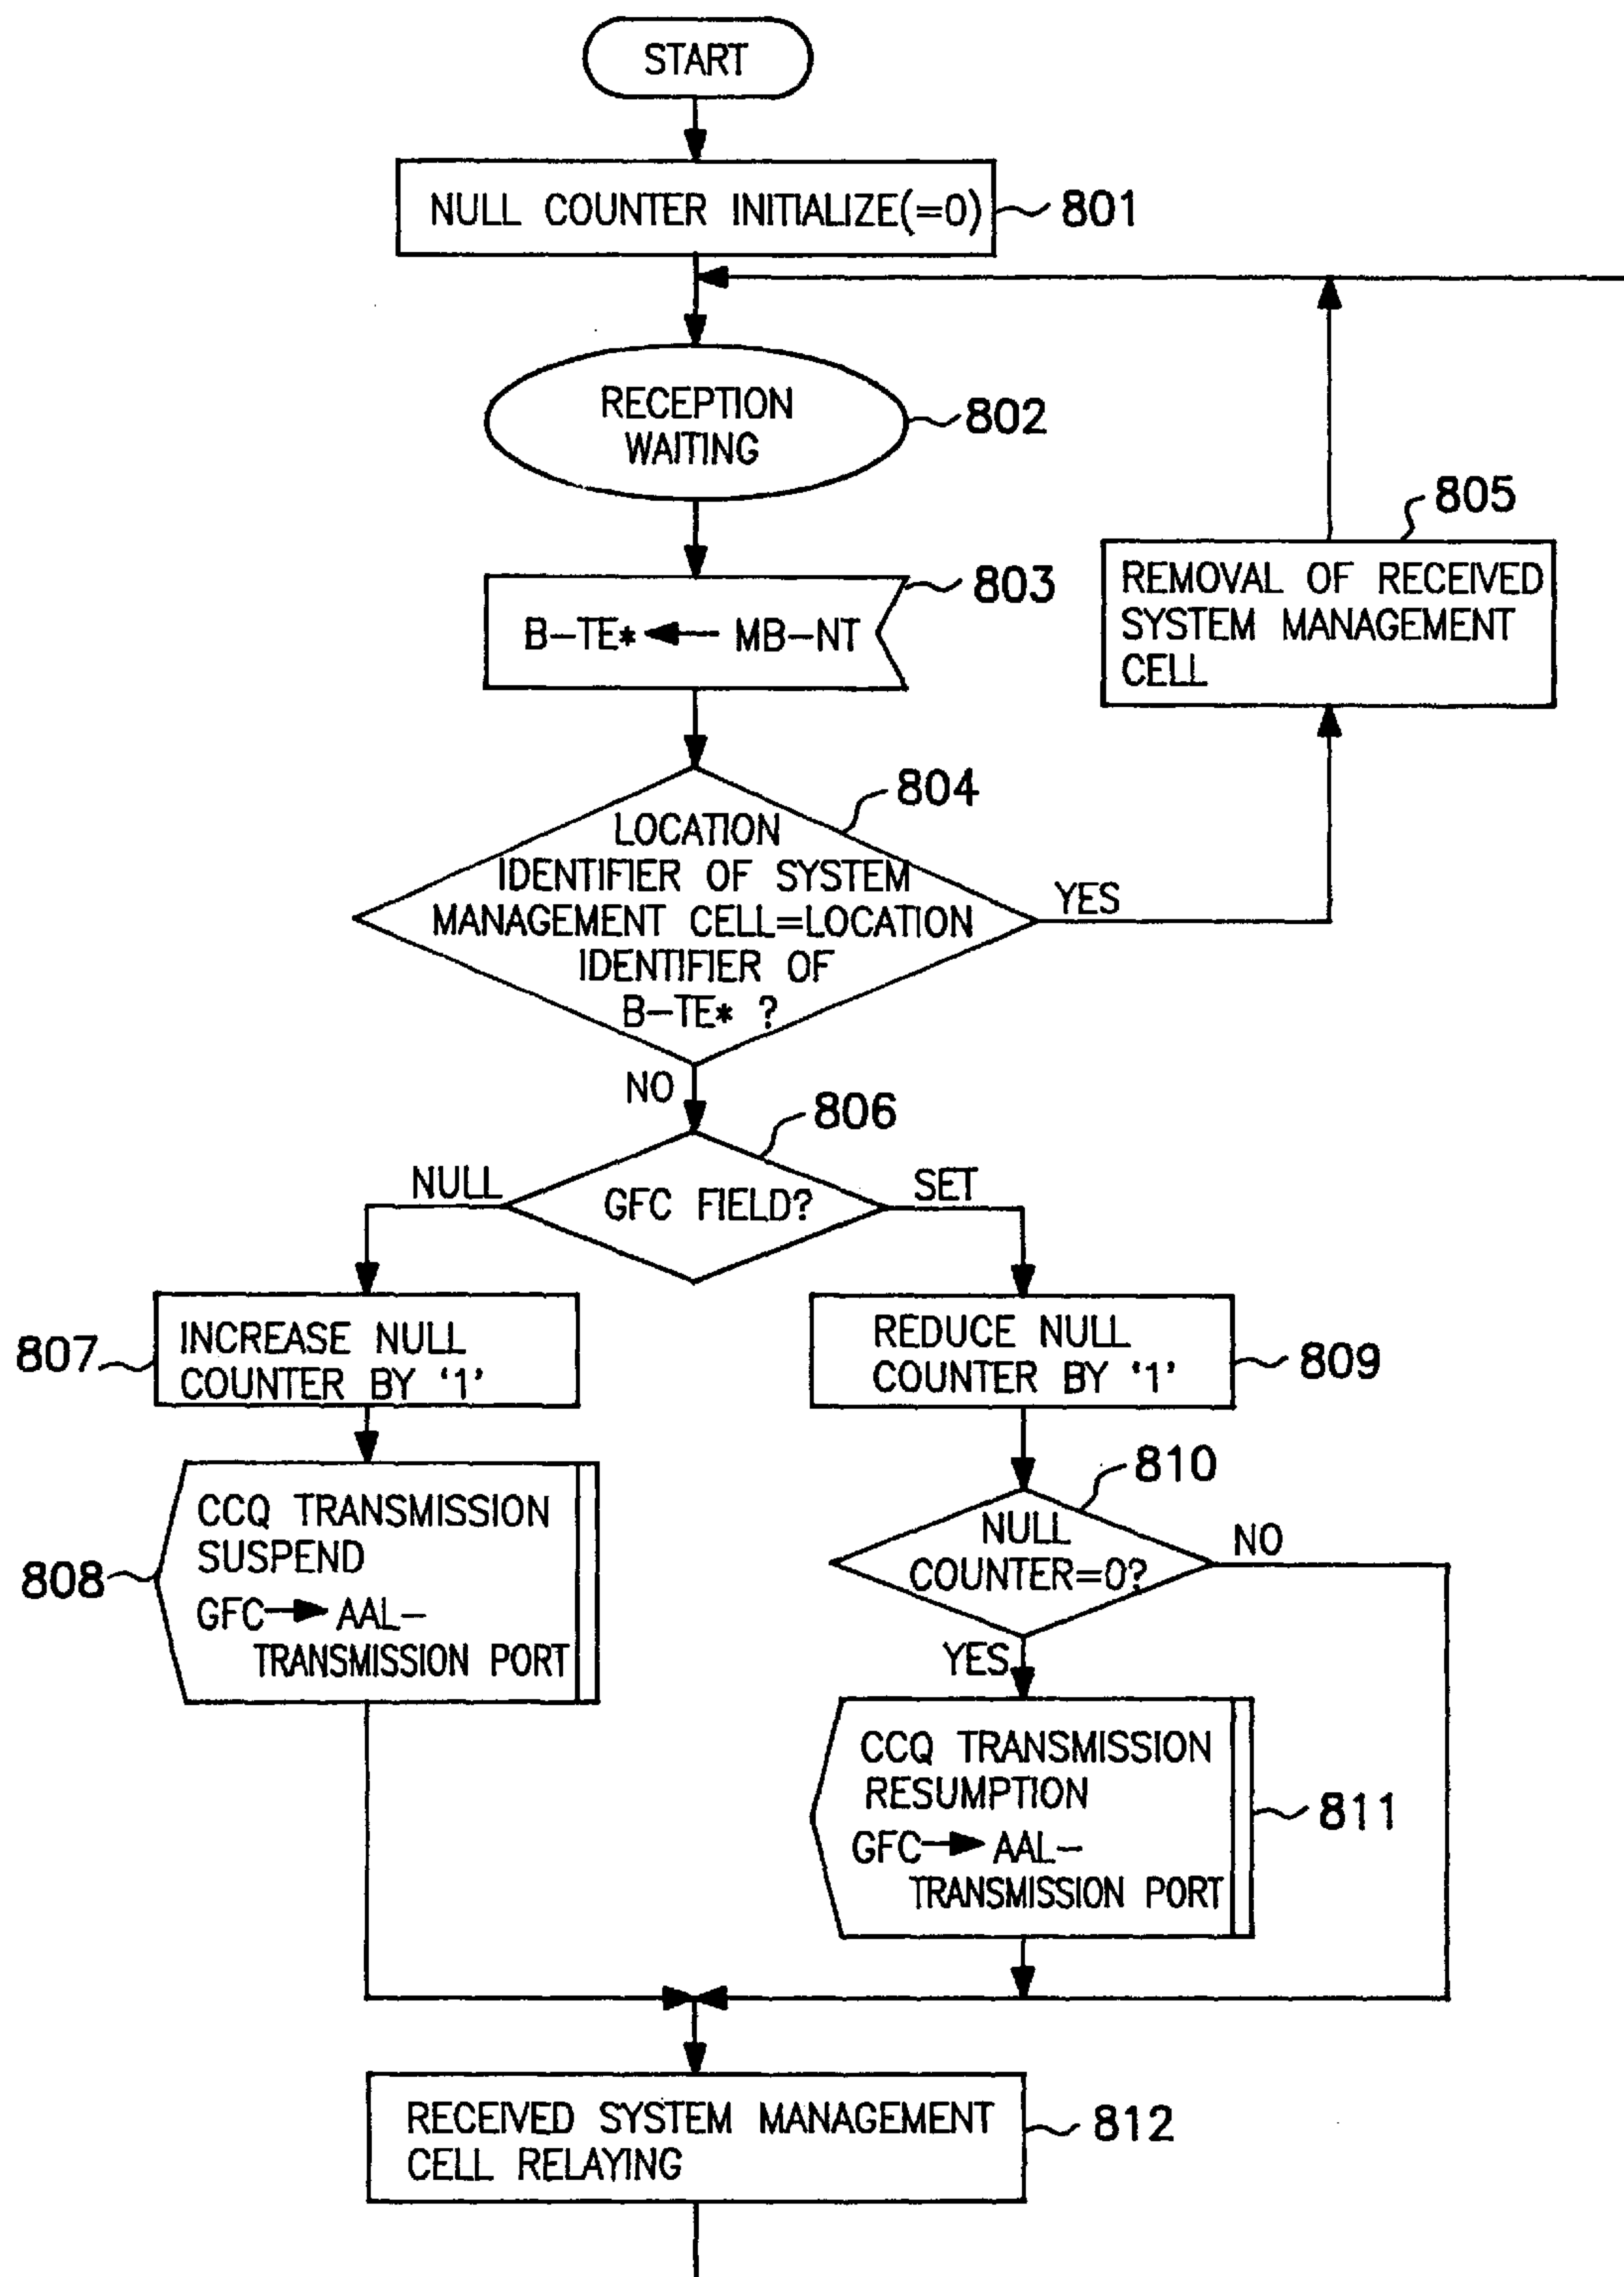 START
NULL COUNTER INITIALIZE(=0)
801
RECEPTION
WAITING
802
B-TE* ← MB-NT
803
805
REMOVAL OF RECEIVED
SYSTEM MANAGEMENT
CELL
804
LOCATION
IDENTIFIER OF SYSTEM
MANAGEMENT CELL=LOCATION
IDENTIFIER OF
B-TE* ?
YES
NO
806
GFC FIELD?
NULL
SET
807
INCREASE NULL
COUNTER BY '1'
REDUCE NULL
COUNTER BY '1'
809
808
CCQ TRANSMISSION
SUSPEND
GFC → AAL-
TRANSMISSION PORT
810
NULL
COUNTER=0?
NO
YES
CCQ TRANSMISSION
RESUMPTION
GFC → AAL-
TRANSMISSION PORT
811
RECEIVED SYSTEM MANAGEMENT
CELL RELAYING
812